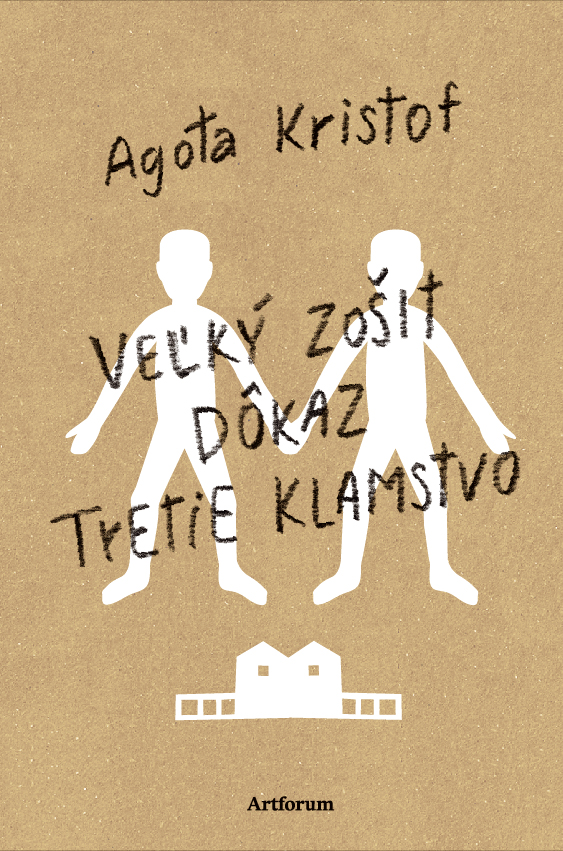 Agota Kristof
VEĽKÝ ZOŠIT
DÔKAZ
TrETiE KLAMSTVO
Artforum